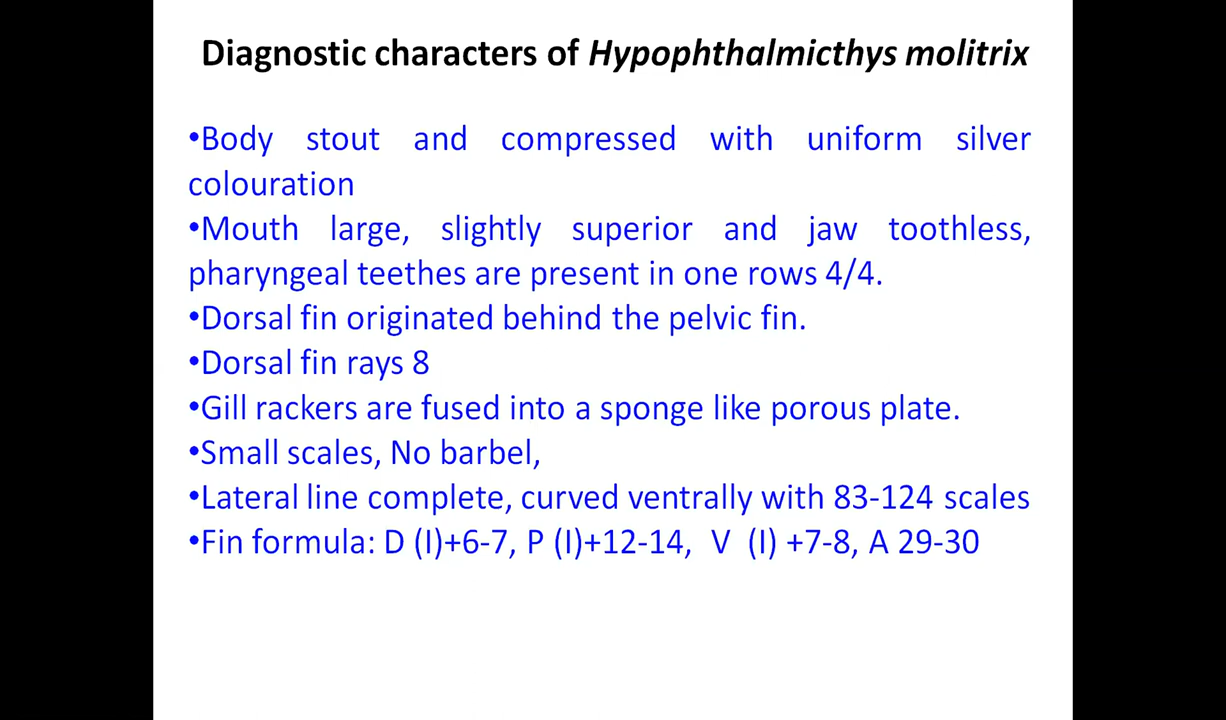 Diagnostic characters of Hypophthalmicthys molitrix
•Body stout and compressed with uniform silver
colouration
•Mouth large, slightly superior and jaw toothless,
pharyngeal teethes are present in one rows 4/4.
•Dorsal fin originated behind the pelvic fin.
•Dorsal fin rays 8
•Gill rackers are fused into a sponge like porous plate.
•Small scales, No barbel,
•Lateral line complete, curved ventrally with 83-124 scales
•Fin formula: D (I)+6-7, P (I)+12-14, V (I) +7-8, A 29-30